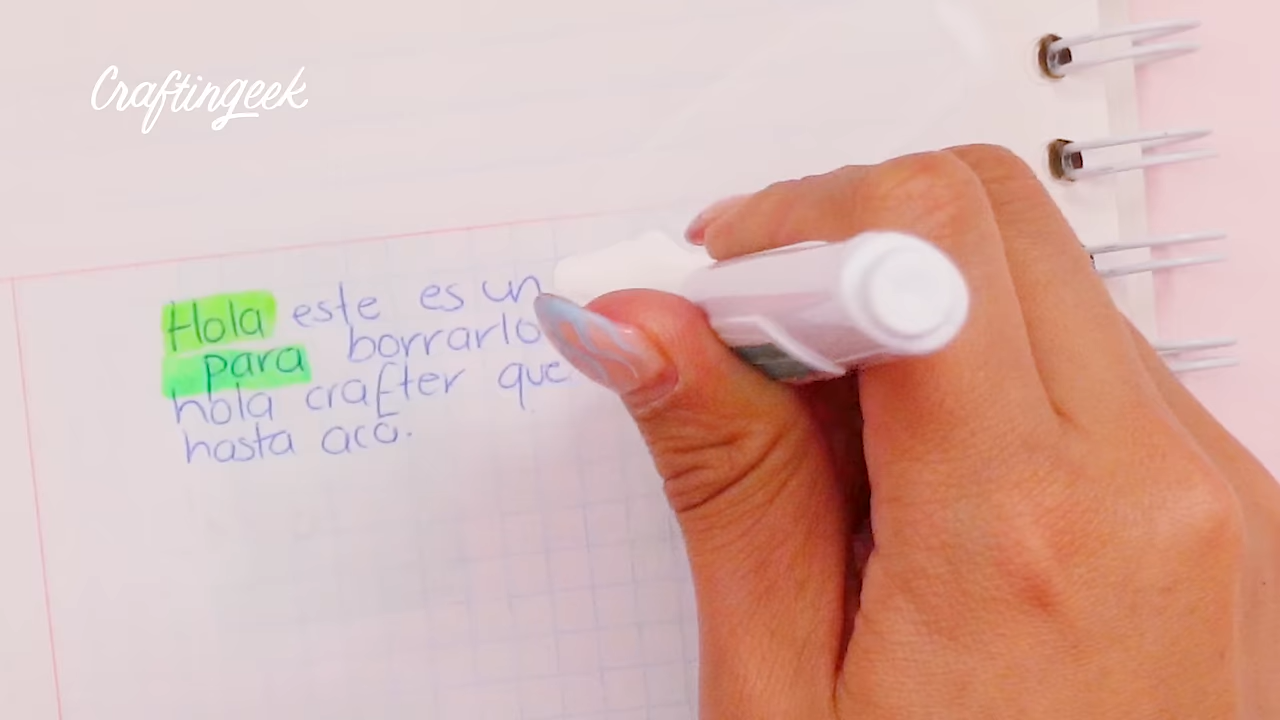 Craftingeek
Hola este es un
para borrarlo
hola crafter que
hasta acá.